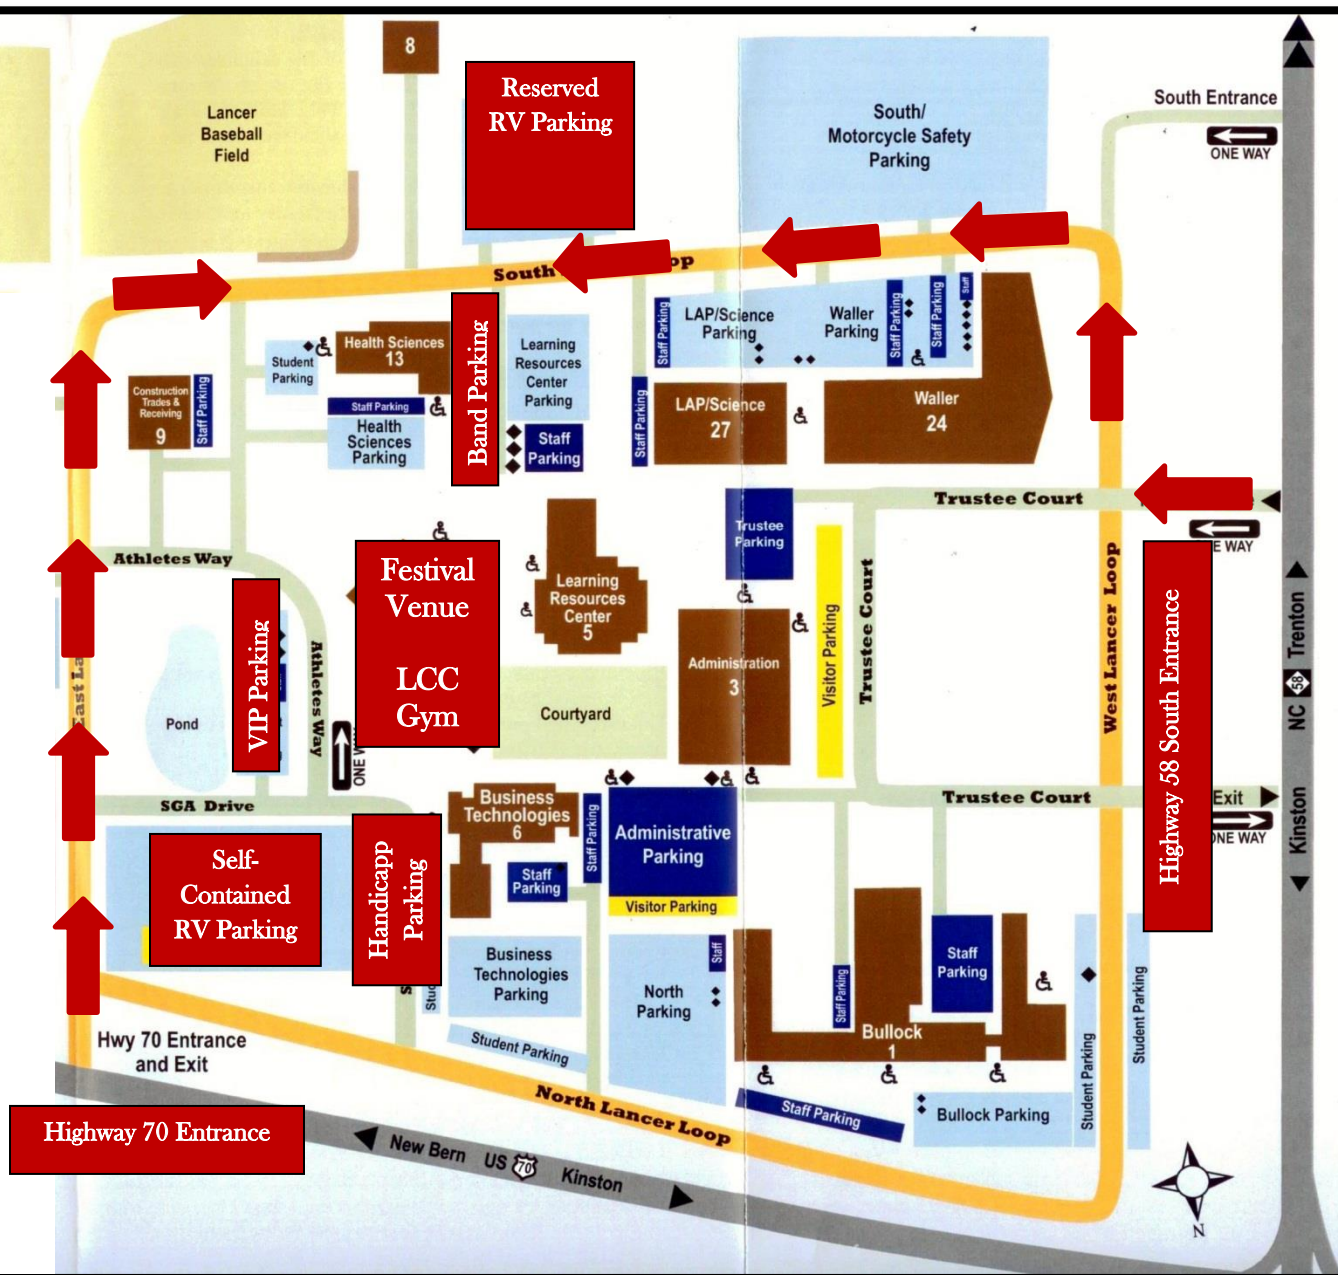 8
Lancer
Baseball
Field
Reserved
RV Parking
South/
Motorcycle Safety
Parking
South Entrance
ONE WAY
South
op
Staff Parking
LAP/Science
Parking
Waller
Parking
Staff Parking
Staff Parking
Staff
Health Sciences
13
Student
Parking
Band Parking
Learning
Resources
Center
Parking
Construction
Trades &
Receiving
9
Staff Parking
Staff Parking
Health
Sciences
Parking
Staff
Parking
Staff Parking
LAP/Science
27
Waller
24
Trustee Court
Trustee
Parking
E WAY
Athletes Way
Festival
Venue
LCC
Gym
Learning
Resources
Center
5
Administration
3
Visitor Parking
Trustee Court
West Lancer Loop
Highway 58 South Entrance
Trenton
NC 58
Kinston
East La
Pond
VIP Parking
Athletes Way
ONE W
Courtyard
SGA Drive
Trustee Court
Exit
ONE WAY
Self-
Contained
RV Parking
Handicapp
Parking
S
Stuc
Business
Technologies
6
Staff
Parking
Staff Parking
Administrative
Parking
Visitor Parking
Business
Technologies
Parking
Student Parking
North
Parking
Staff
Staff Parking
Staff
Parking
Bullock
1
Student Parking
Student Parking
Staff Parking
Bullock Parking
Hwy 70 Entrance
and Exit
Highway 70 Entrance
North Lancer Loop
New Bern US 70 Kinston
N